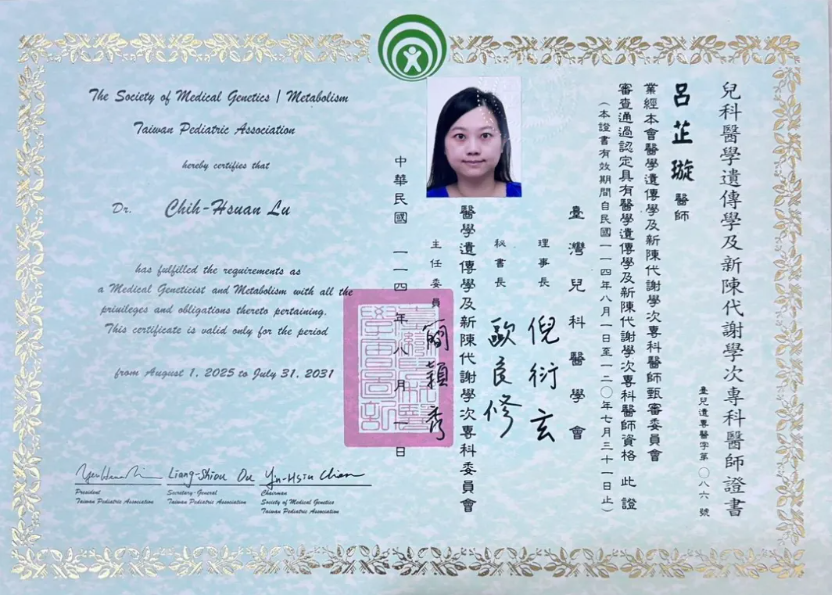 The Society of Medical Genetics / Metabolism
Taiwan Pediatric Association
hereby certifies that
Dr. Chih-Hsuan Lu
has fulfilled the requirements as
a Medical Geneticist and Metabolism with all the
privileges and obligations thereto pertaining.
This certificate is valid only for the period
from August 1, 2025 to July 31, 2031
Liang-Shiou Ou
Yin-Hsiu Chien
President
Taiwan Pediatric Association
Secretary-General
Taiwan Pediatric Association
Chairman
Society of Medical Genetics
Taiwan Pediatric Association
兒科醫學遺傳學及新陳代謝學次專科醫師證書
臺兒遺專醫字第〇八六號
呂芷璇醫師
業經本會醫學遺傳學及新陳代謝學次專科醫師甄審委員會
審查通過認定具有醫學遺傳學及新陳代謝學次專科醫師資格 此證
(本證書有效期間自民國一一四年八月一日至一二〇年七月三十一日止)
臺灣兒科醫學會
理事長 倪衍玄
秘書長 歐良修
醫學遺傳學及新陳代謝學次專科委員會
主任委員 簡穎秀
中華民國一一四年八月一日